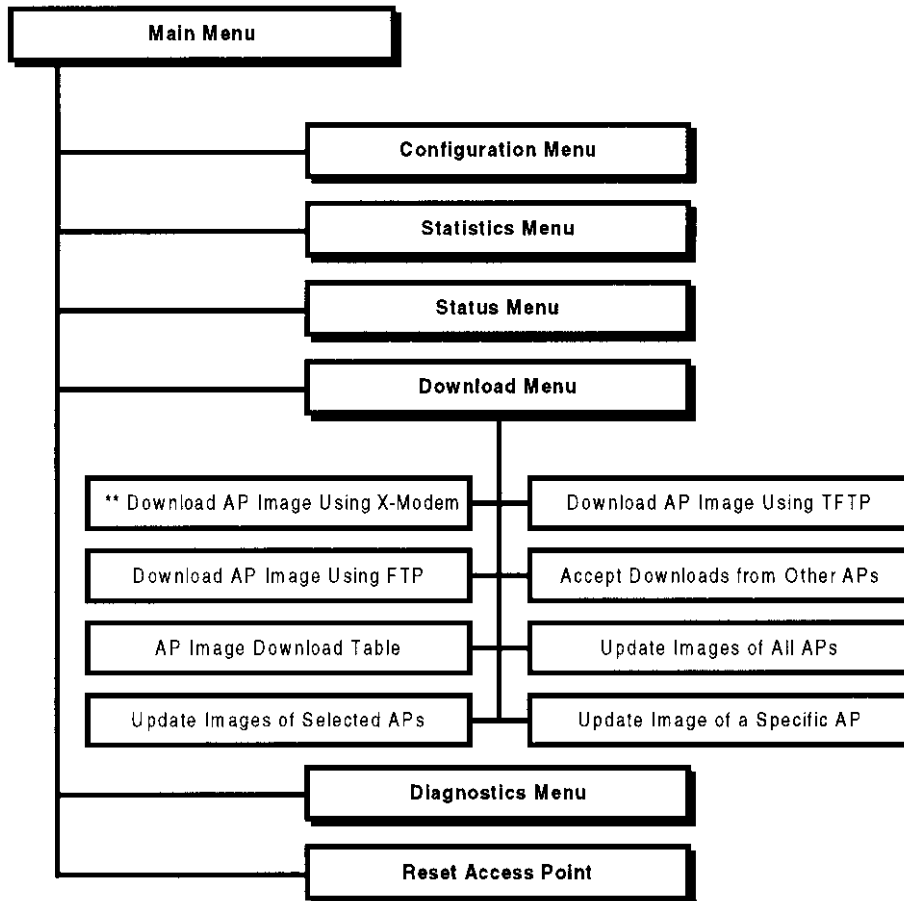 Main Menu
Configuration Menu
Statistics Menu
Status Menu
Download Menu
** Download AP Image Using X-Modem
Download AP Image Using TFTP
Download AP Image Using FTP
Accept Downloads from Other APs
AP Image Download Table
Update Images of All APs
Update Images of Selected APs
Update Image of a Specific AP
Diagnostics Menu
Reset Access Point